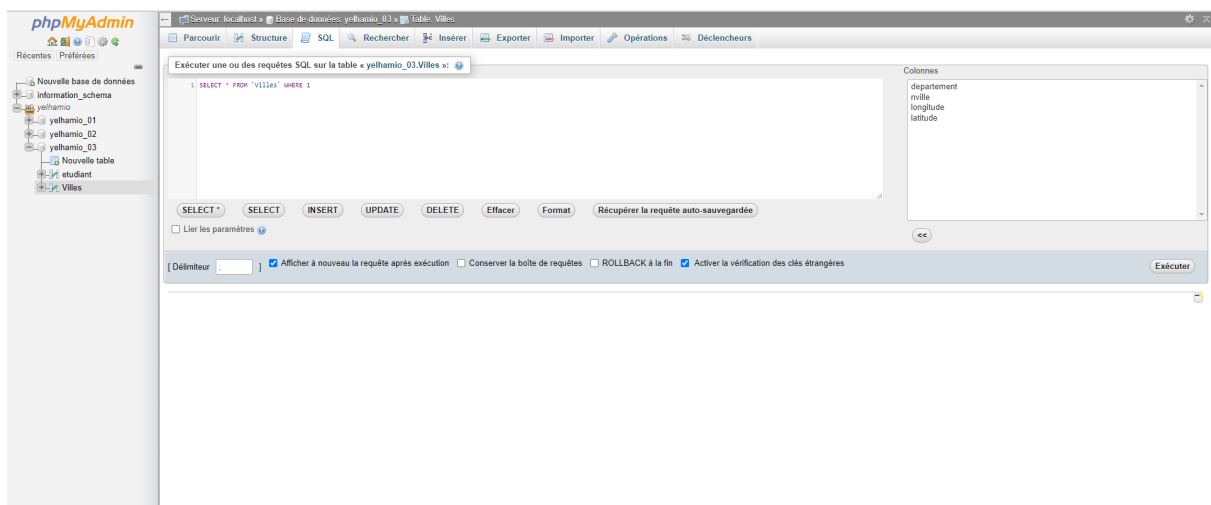 phpMyAdmin
Récentes Préférées
Nouvelle base de données
information_schema
yelhamio
yelhamio_01
yelhamio_02
yelhamio_03
Nouvelle table
etudiant
Villes
Serveur: localhost » Base de données: yelhamio_03 » Table: Villes
Parcourir Structure SQL Rechercher Insérer Exporter Importer Opérations Déclencheurs
Exécuter une ou des requêtes SQL sur la table « yelhamio_03.Villes »:
1 SELECT * FROM `Villes` WHERE 1
Colonnes
departement
nville
longitude
latitude
SELECT * SELECT INSERT UPDATE DELETE Effacer Format Récupérer la requête auto-sauvegardée
<<
Lier les paramètres
[ Délimiteur ; ] Afficher à nouveau la requête après exécution Conserver la boîte de requêtes ROLLBACK à la fin Activer la vérification des clés étrangères Exécuter